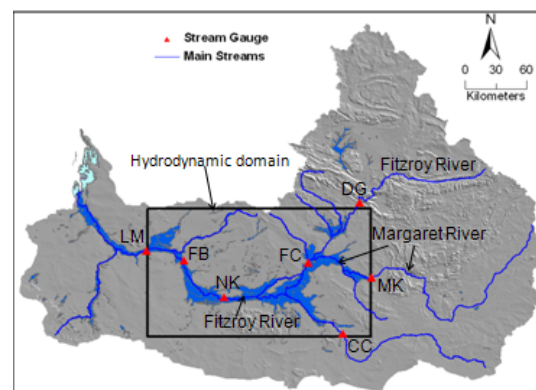 Stream Gauge
Main Streams
N
0 30 60
Kilometers
Hydrodynamic domain
Fitzroy River
DG
Margaret River
LM
FB
FC
MK
NK
Fitzroy River
CC